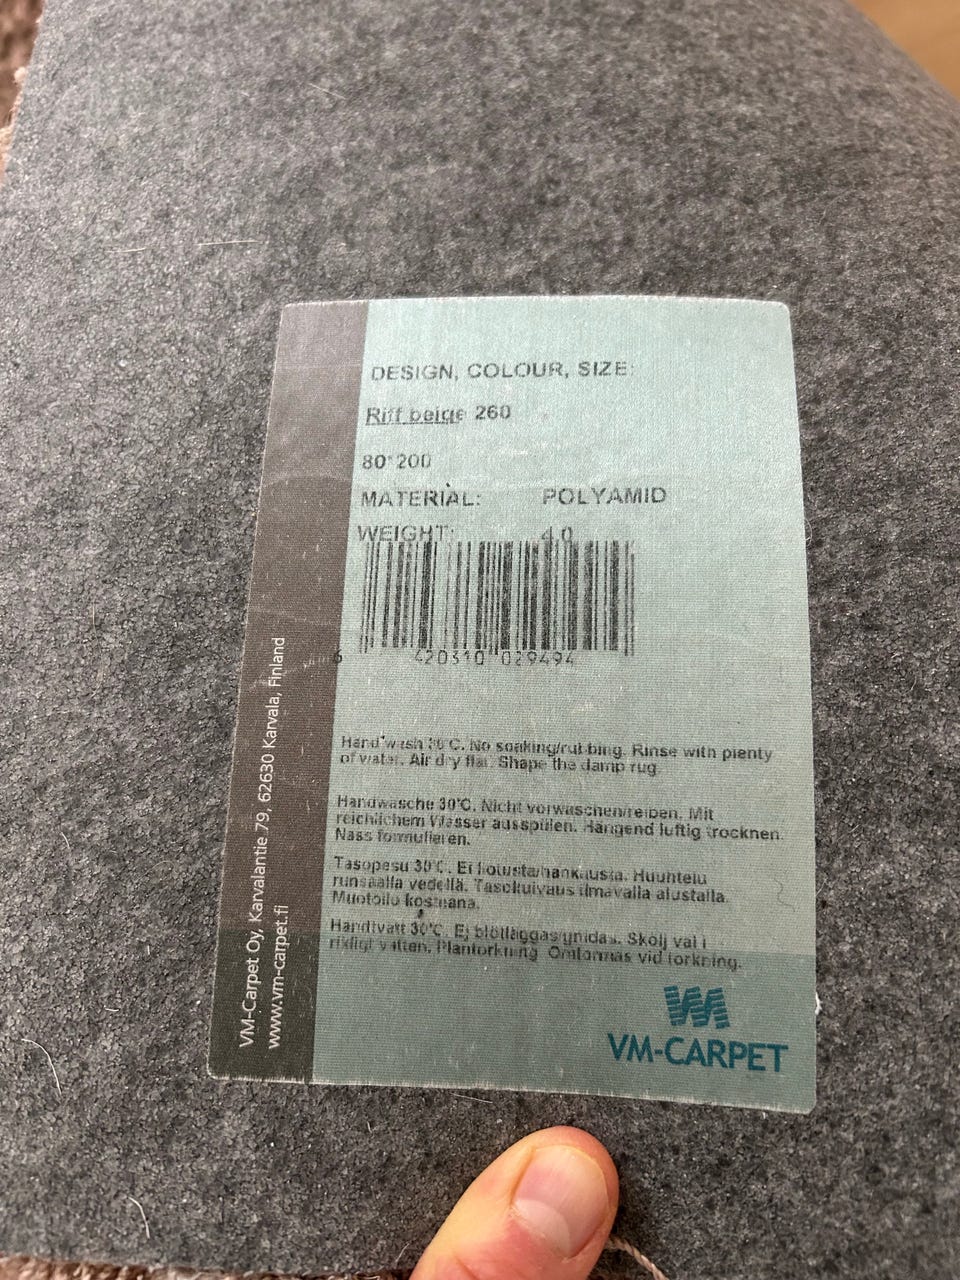 DESIGN, COLOUR, SIZE:
Riff beige 260
80*200
MATERIAL: POLYAMID
WEIGHT: 4.0
6 420310 029494
Hand wash 30°C. No soaking/rubbing. Rinse with plenty
of water. Air dry flat. Shape the damp rug.
Handwäsche 30°C. Nicht vorwaschen/reiben. Mit
reichlichem Wasser ausspülen. Hängend luftig trocknen.
Nass formulieren.
Tasopesu 30°C. Ei liotusta/hankausta. Huuhtelu
runsaalla vedellä. Tasokuivaus ilmavalla alustalla.
Muotoilu kosteana.
Handtvätt 30°C. Ej blötläggas/gnidas. Skölj väl i
rikligt vatten. Plantorkning. Omformas vid torkning.
VM-Carpet Oy, Karvalantie 79, 62630 Karvala, Finland
www.vm-carpet.fi
VM-CARPET